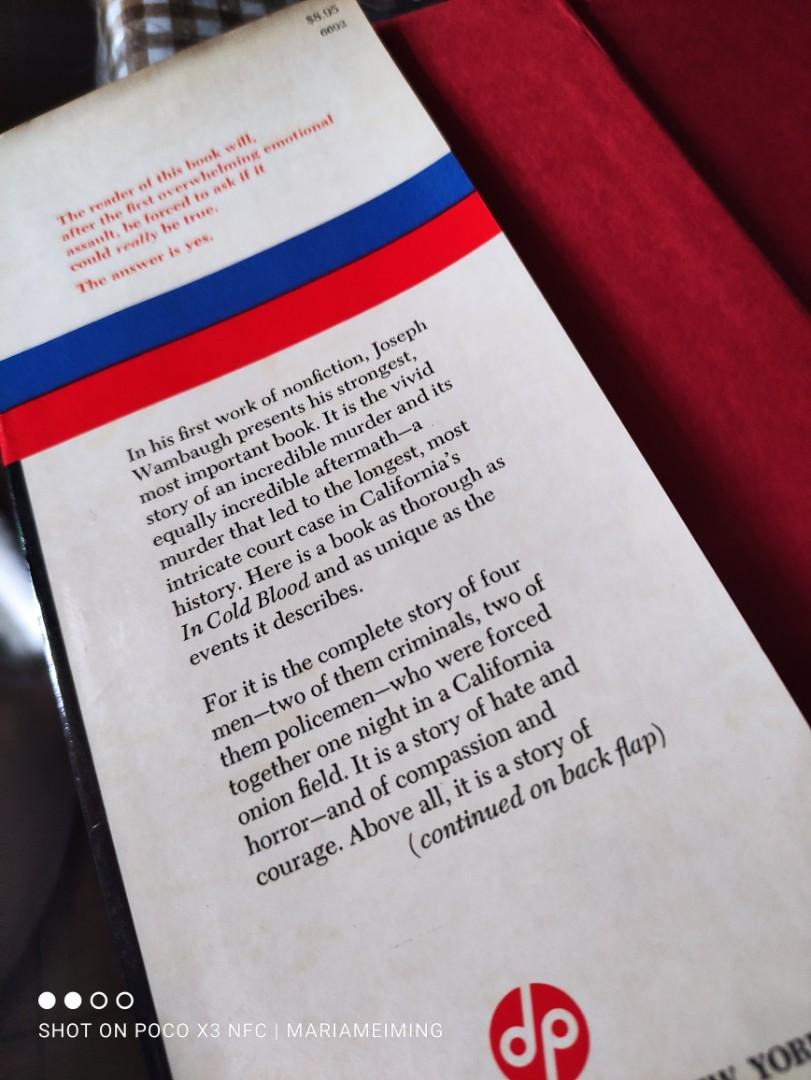 $8.95
The reader of this book will,
after the first overwhelming emotional
assault, be forced to ask if it
could really be true.
The answer is yes.
In his first work of nonfiction, Joseph
Wambaugh presents his strongest,
most important book. It is the vivid
story of an incredible murder and its
equally incredible aftermath—a
murder that led to the longest, most
intricate court case in California's
history. Here is a book as thorough as
In Cold Blood and as unique as the
events it describes.
For it is the complete story of four
men—two of them criminals, two of
them policemen—who were forced
together one night in a California
onion field. It is a story of hate and
horror—and of compassion and
courage. Above all, it is a story of
(continued on back flap)
dp
SHOT ON POCO X3 NFC | MARIAMEIMING